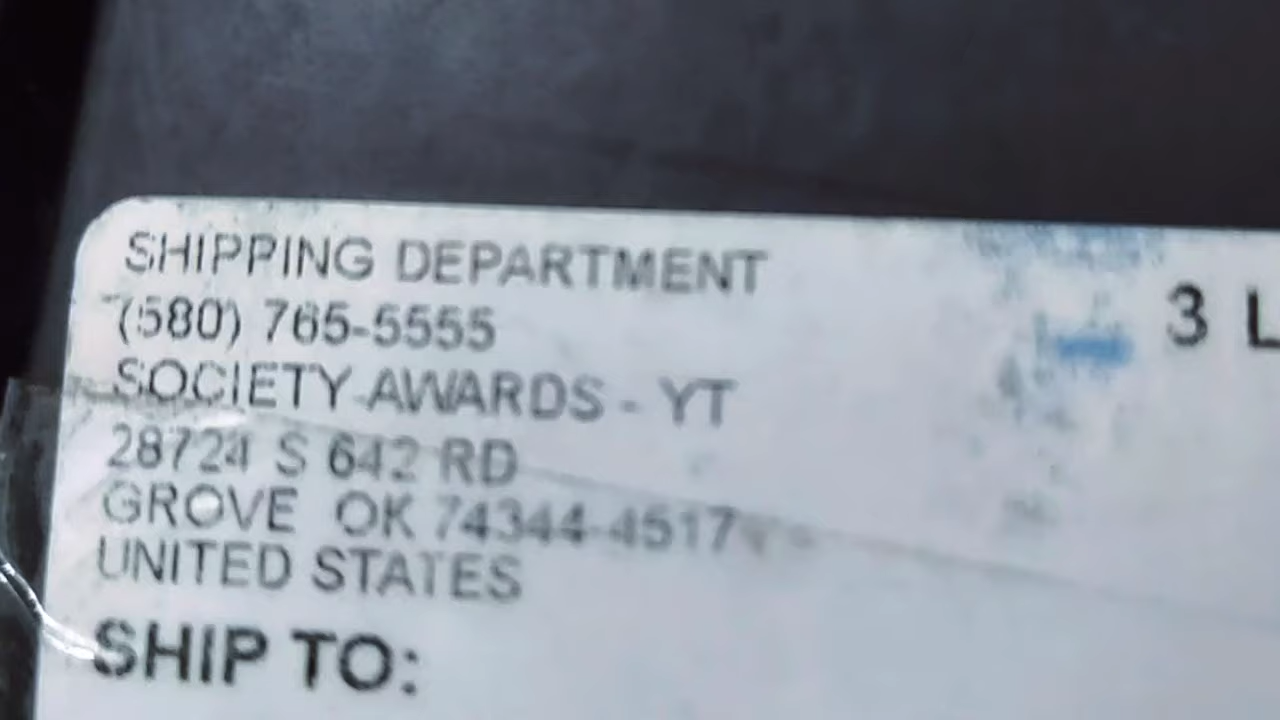 SHIPPING DEPARTMENT
(580) 765-5555
3 L
SOCIETY AWARDS - YT
28724 S 642 RD
GROVE OK 74344-4517
UNITED STATES
SHIP TO: